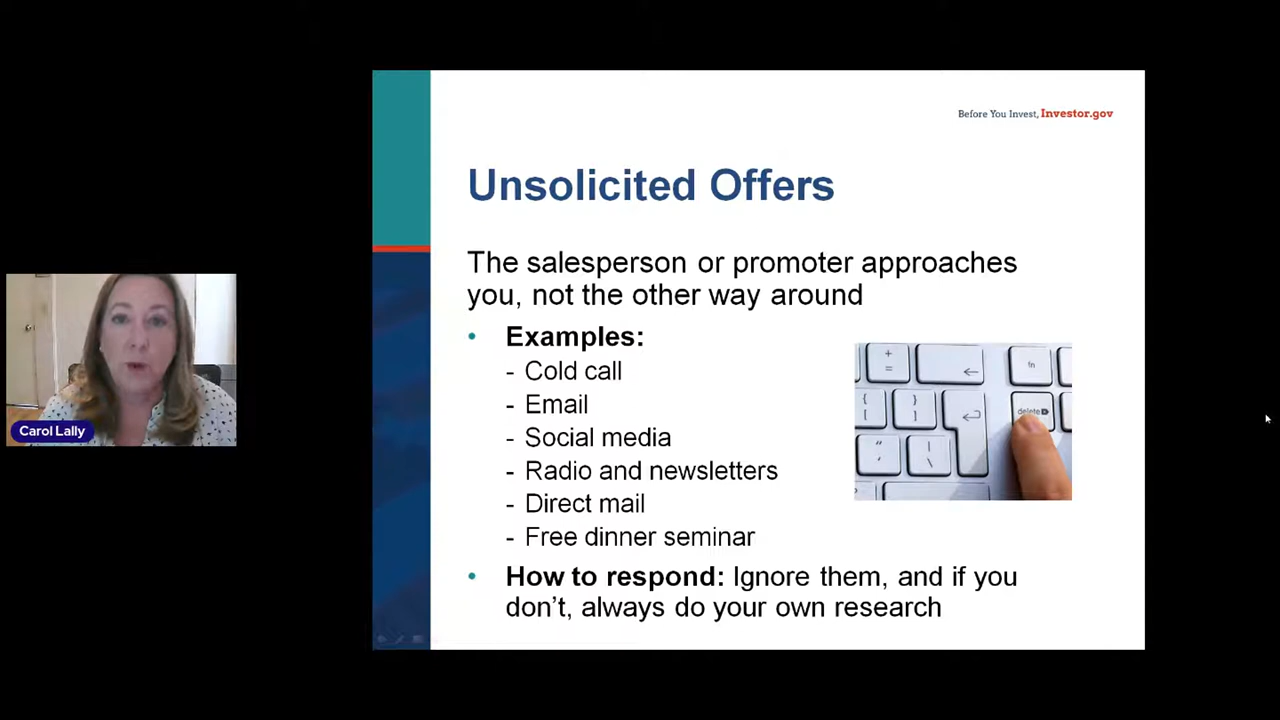 Before You Invest, Investor.gov
Unsolicited Offers
The salesperson or promoter approaches
you, not the other way around
• Examples:
- Cold call
- Email
- Social media
- Radio and newsletters
- Direct mail
- Free dinner seminar
• How to respond: Ignore them, and if you
don’t, always do your own research
+
=
fn
{
[
}
]
delete
"
'
|
\
Carol Lally